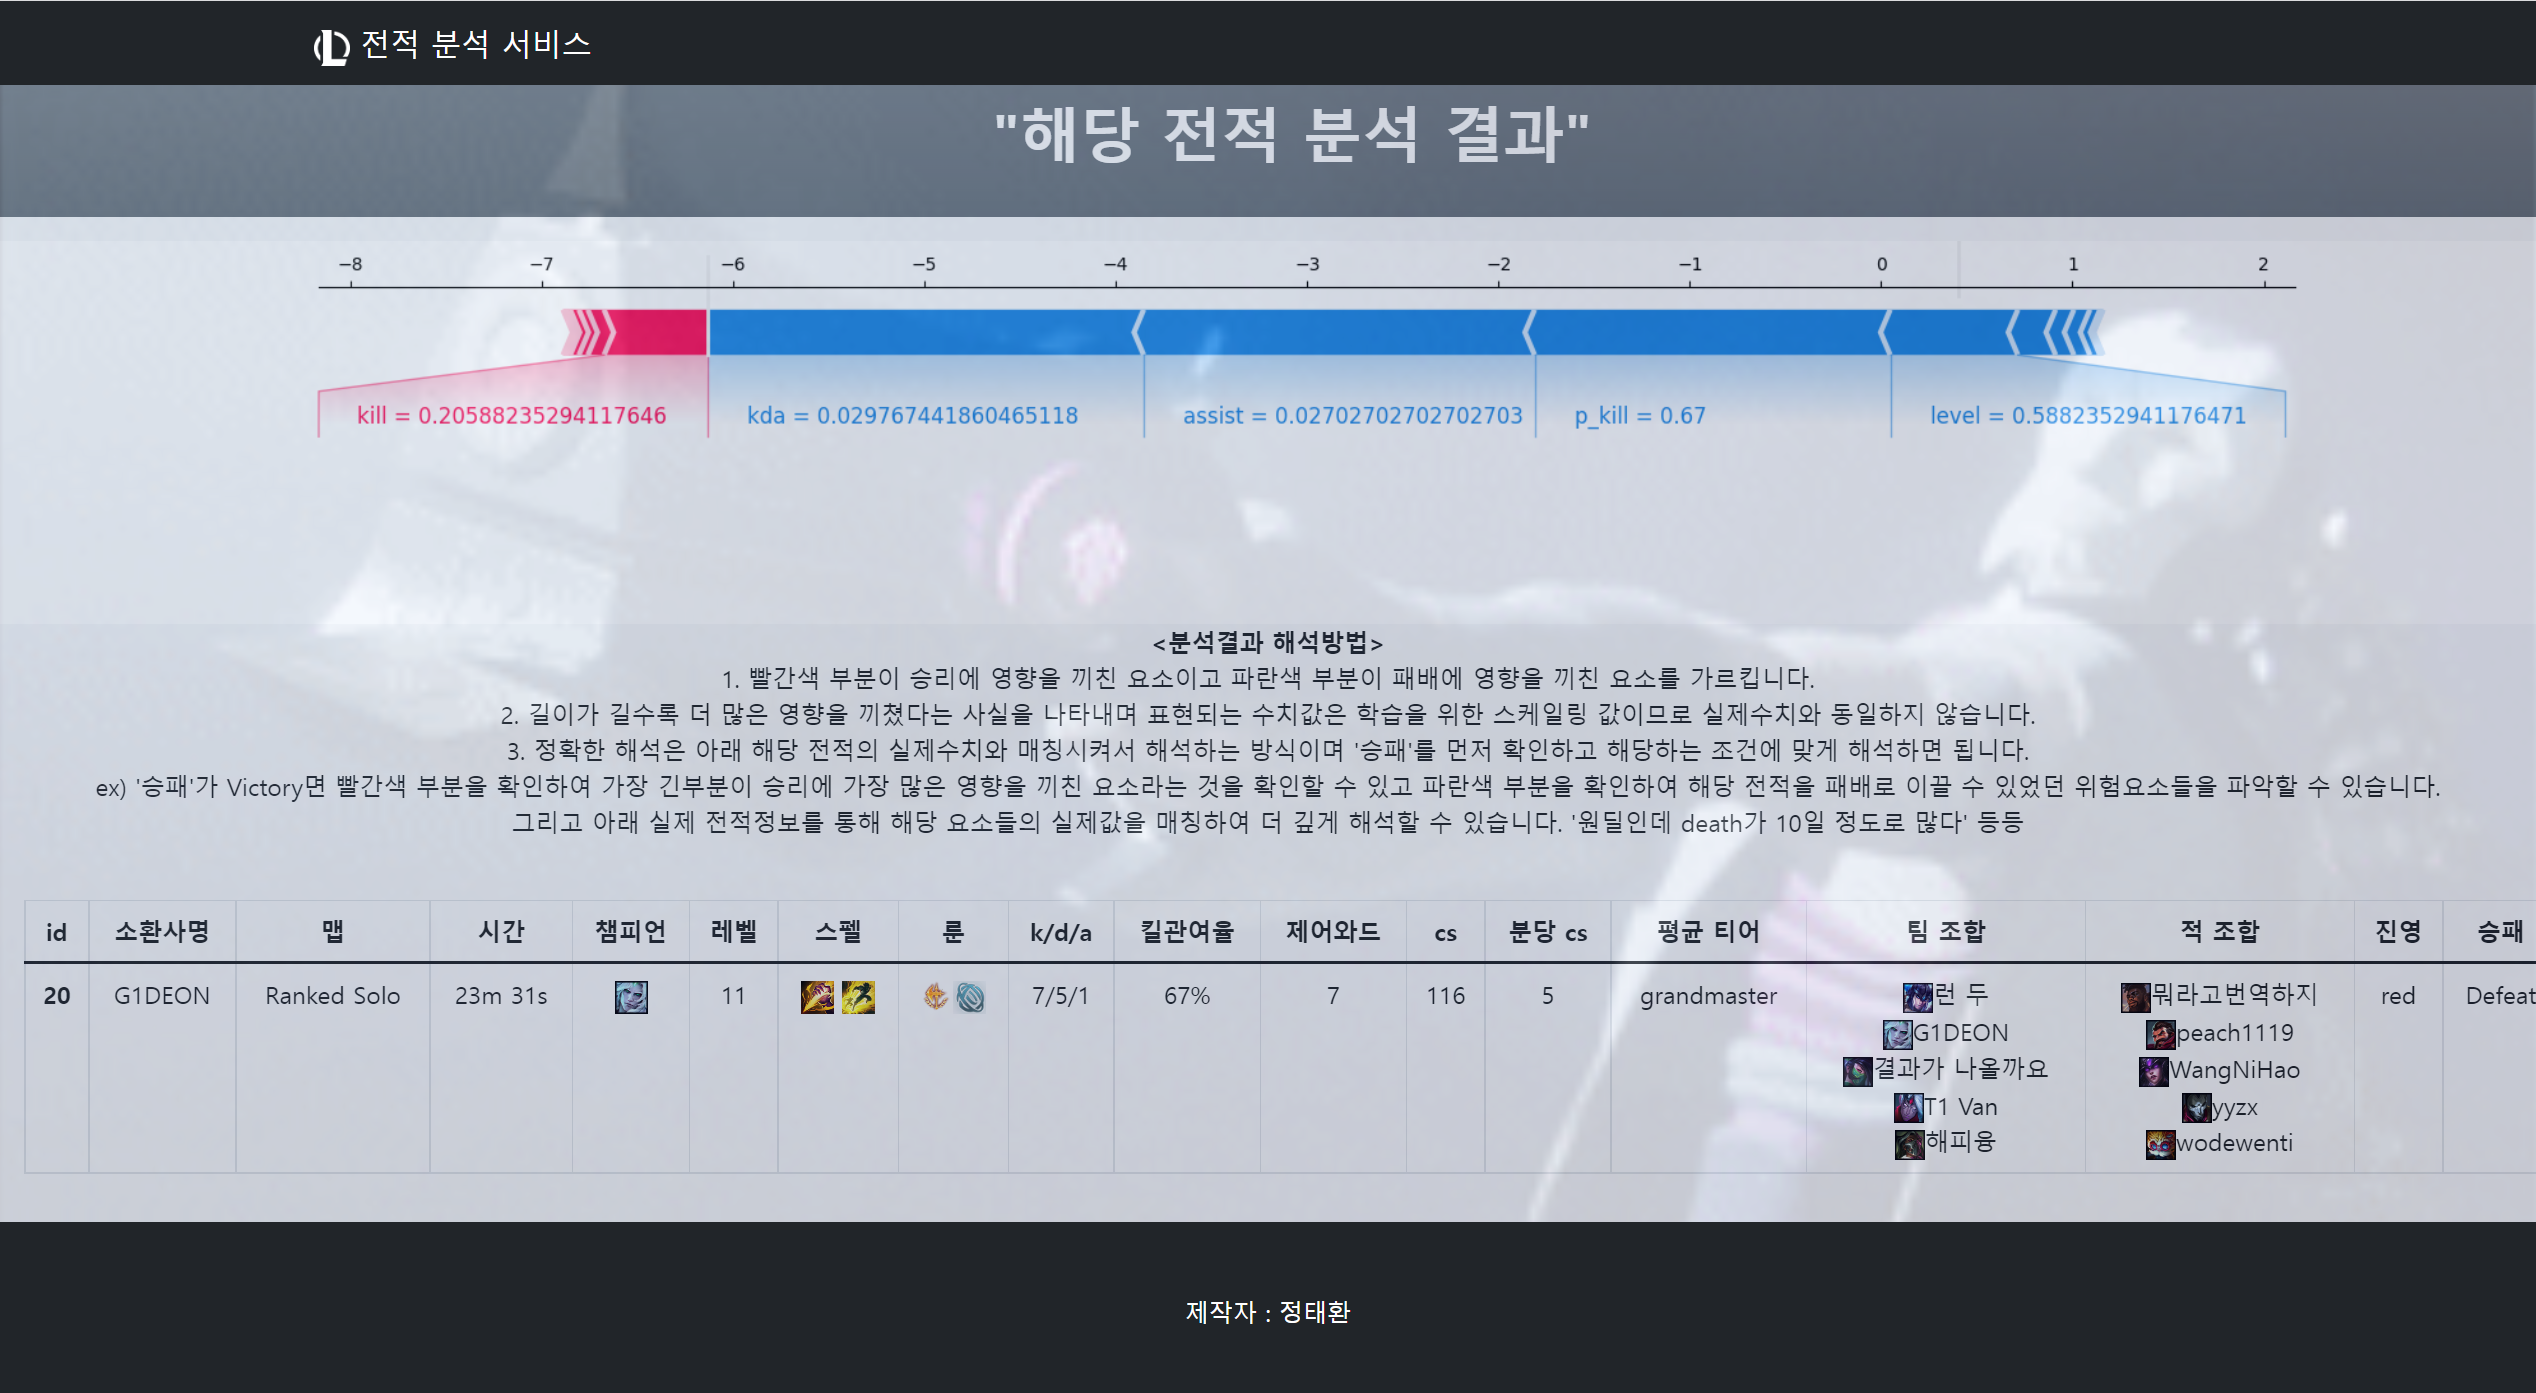 전적 분석 서비스
"해당 전적 분석 결과"
−8 −7 −6 −5 −4 −3 −2 −1 0 1 2
kill = 0.20588235294117646 kda = 0.029767441860465118 assist = 0.02702702702702703 p_kill = 0.67 level = 0.5882352941176471
<분석결과 해석방법>
1. 빨간색 부분이 승리에 영향을 끼친 요소이고 파란색 부분이 패배에 영향을 끼친 요소를 가르킵니다.
2. 길이가 길수록 더 많은 영향을 끼쳤다는 사실을 나타내며 표현되는 수치값은 학습을 위한 스케일링 값이므로 실제수치와 동일하지 않습니다.
3. 정확한 해석은 아래 해당 전적의 실제수치와 매칭시켜서 해석하는 방식이며 '승패'를 먼저 확인하고 해당하는 조건에 맞게 해석하면 됩니다.
ex) '승패'가 Victory면 빨간색 부분을 확인하여 가장 긴부분이 승리에 가장 많은 영향을 끼친 요소라는 것을 확인할 수 있고 파란색 부분을 확인하여 해당 전적을 패배로 이끌 수 있었던 위험요소들을 파악할 수 있습니다.
그리고 아래 실제 전적정보를 통해 해당 요소들의 실제값을 매칭하여 더 깊게 해석할 수 있습니다. '원딜인데 death가 10일 정도로 많다' 등등
id 소환사명 맵 시간 챔피언 레벨 스펠 룬 k/d/a 킬관여율 제어와드 cs 분당 cs 평균 티어 팀 조합 적 조합 진영 승패
20 G1DEON Ranked Solo 23m 31s 11 7/5/1 67% 7 116 5 grandmaster 런 두 뭐라고번역하지 red Defeat
G1DEON peach1119
결과가 나올까요 WangNiHao
T1 Van yyzx
해피융 wodewenti
제작자 : 정태환